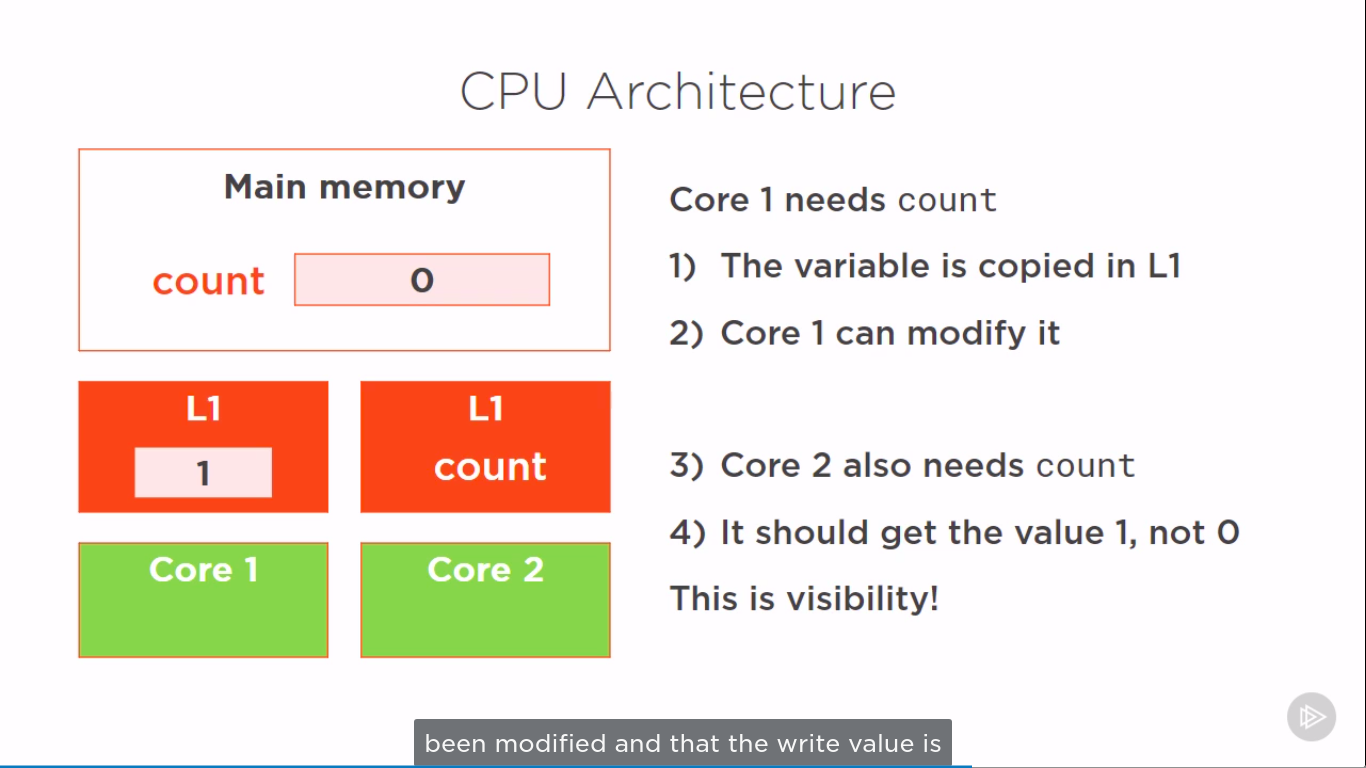 CPU Architecture
Main memory
count 0
L1
1
L1
count
Core 1
Core 2
Core 1 needs count
1) The variable is copied in L1
2) Core 1 can modify it
3) Core 2 also needs count
4) It should get the value 1, not 0
This is visibility!
been modified and that the write value is